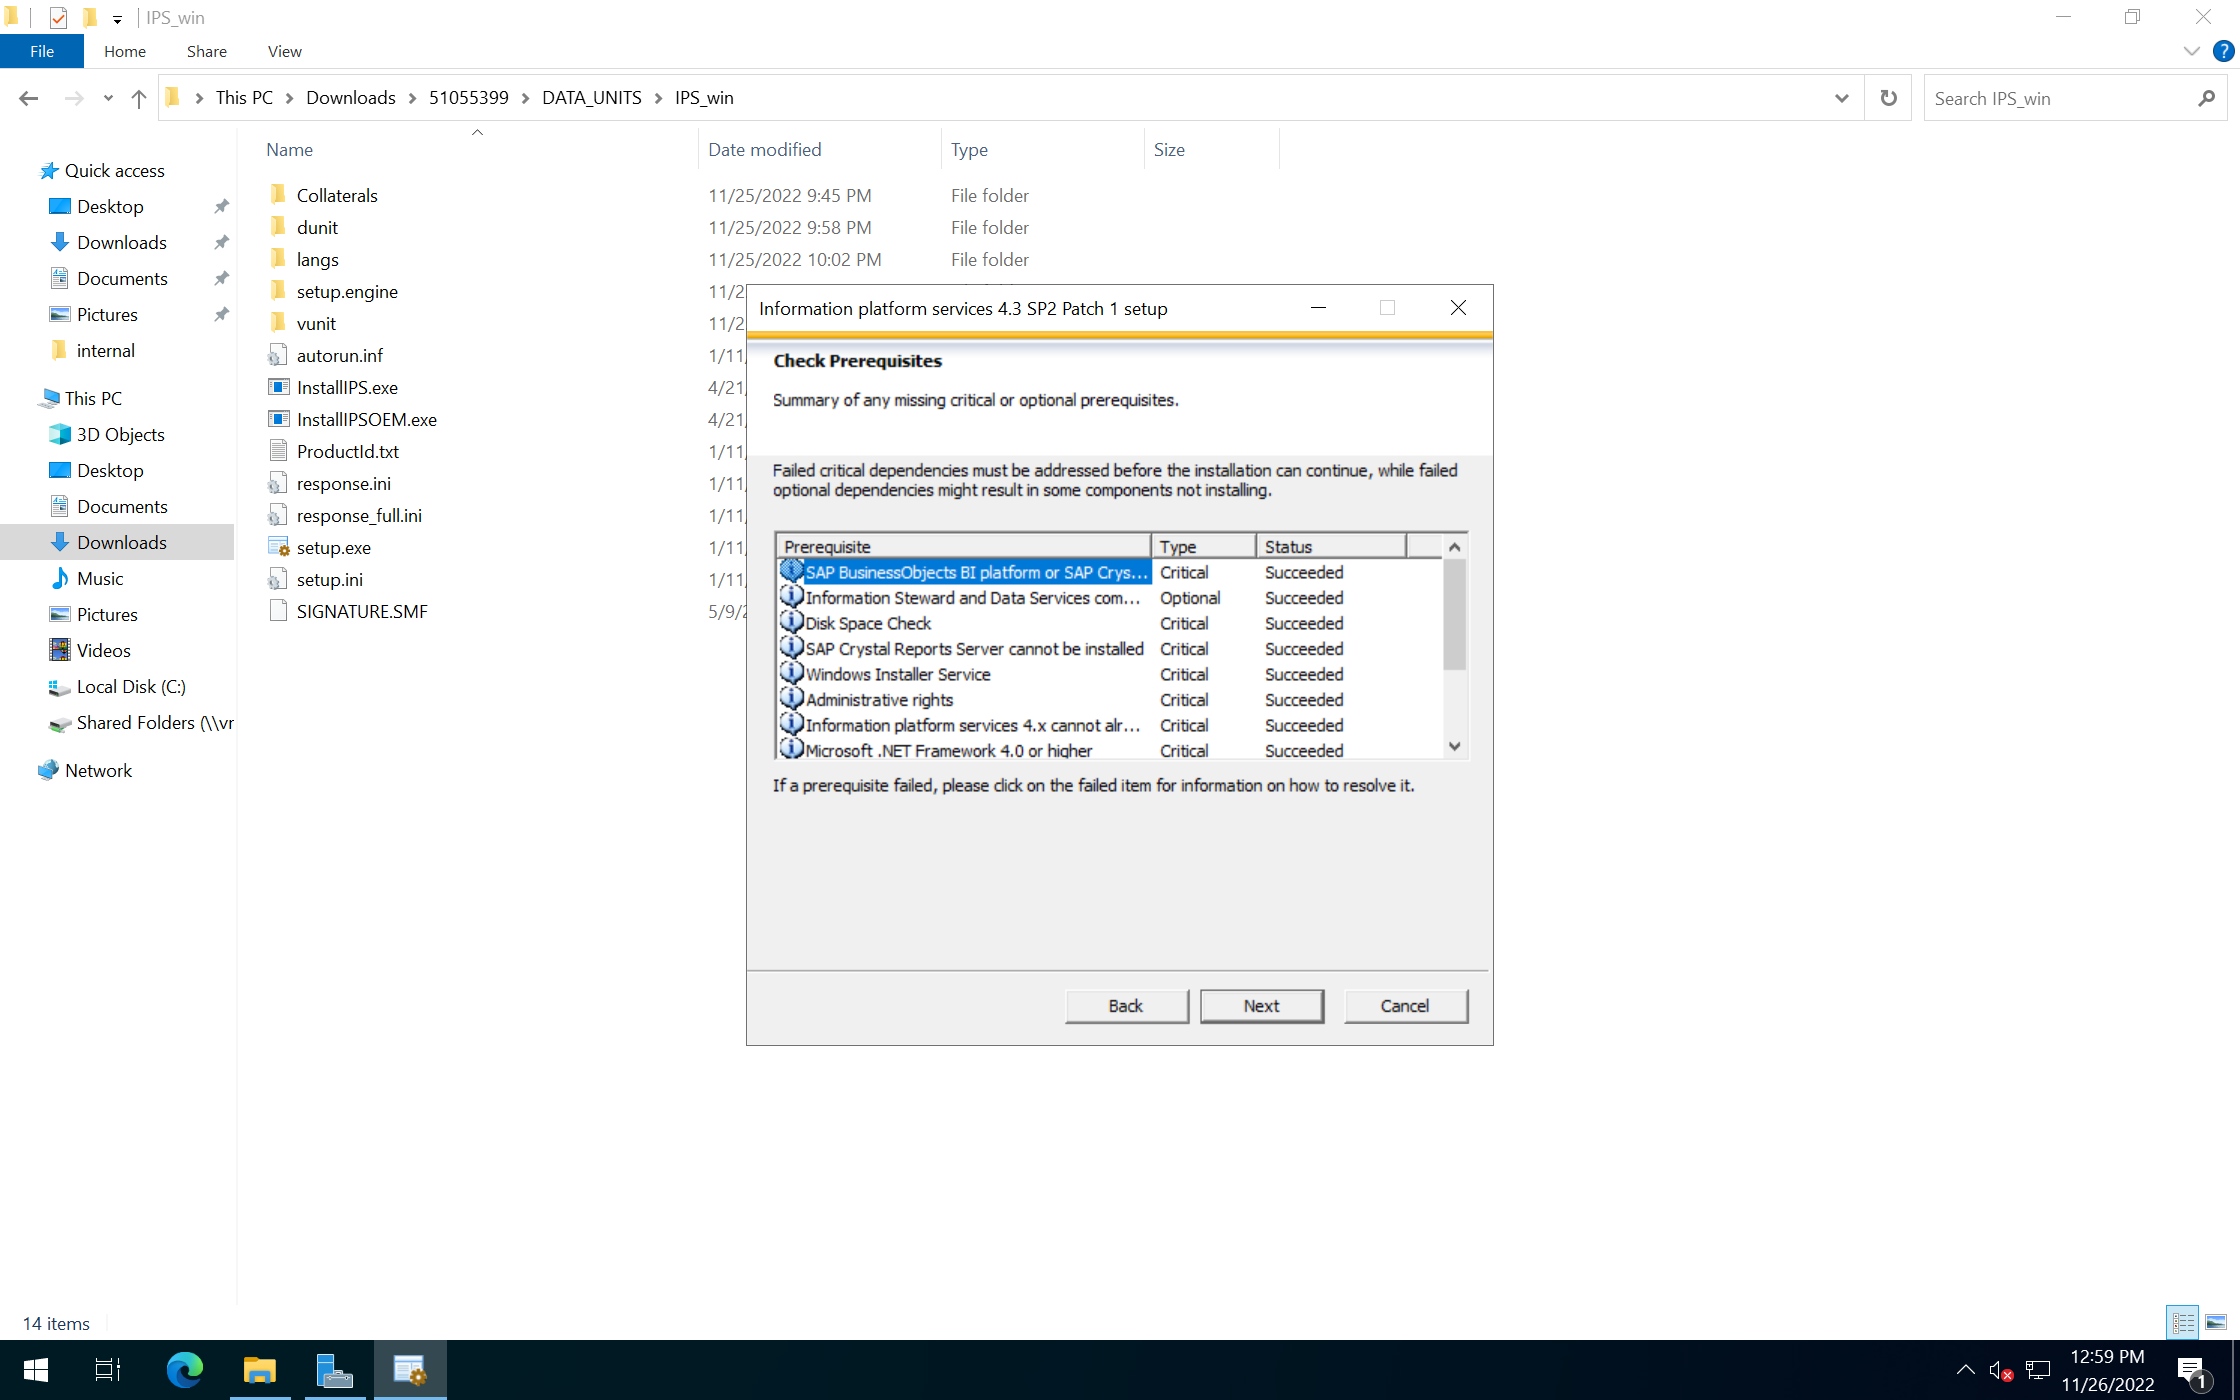 IPS_win
File
Home
Share
View
This PC
Downloads
51055399
DATA_UNITS
IPS_win
Search IPS_win
Name
Date modified
Type
Size
Quick access
Desktop
Downloads
Documents
Pictures
internal
This PC
3D Objects
Desktop
Documents
Downloads
Music
Pictures
Videos
Local Disk (C:)
Shared Folders (\\vr
Network
Collaterals 11/25/2022 9:45 PM File folder
dunit 11/25/2022 9:58 PM File folder
langs 11/25/2022 10:02 PM File folder
setup.engine 11/2
vunit 11/2
autorun.inf 1/11/
InstallIPS.exe 4/21/
InstallIPSOEM.exe 4/21/
ProductId.txt 1/11/
response.ini 1/11/
response_full.ini 1/11/
setup.exe 1/11/
setup.ini 1/11/
SIGNATURE.SMF 5/9/2
Information platform services 4.3 SP2 Patch 1 setup
Check Prerequisites
Summary of any missing critical or optional prerequisites.
Failed critical dependencies must be addressed before the installation can continue, while failed
optional dependencies might result in some components not installing.
Prerequisite Type Status
SAP BusinessObjects BI platform or SAP Crys... Critical Succeeded
Information Steward and Data Services com... Optional Succeeded
Disk Space Check Critical Succeeded
SAP Crystal Reports Server cannot be installed Critical Succeeded
Windows Installer Service Critical Succeeded
Administrative rights Critical Succeeded
Information platform services 4.x cannot alr... Critical Succeeded
Microsoft .NET Framework 4.0 or higher Critical Succeeded
If a prerequisite failed, please click on the failed item for information on how to resolve it.
Back
Next
Cancel
14 items
12:59 PM
11/26/2022
1